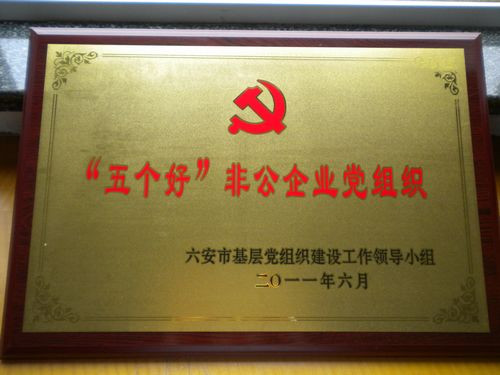 “五个好”非公企业党组织
六安市基层党组织建设工作领导小组
二〇一一年六月